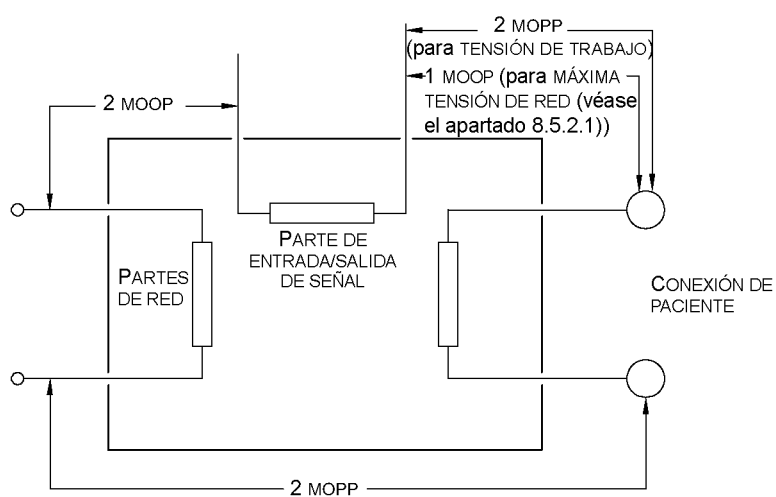 2 MOPP
(para TENSIÓN DE TRABAJO)
1 MOOP (para MÁXIMA
TENSIÓN DE RED (véase
el apartado 8.5.2.1))
2 MOOP
PARTE DE
ENTRADA/SALIDA
DE SEÑAL
PARTES
DE RED
CONEXIÓN DE
PACIENTE
2 MOPP